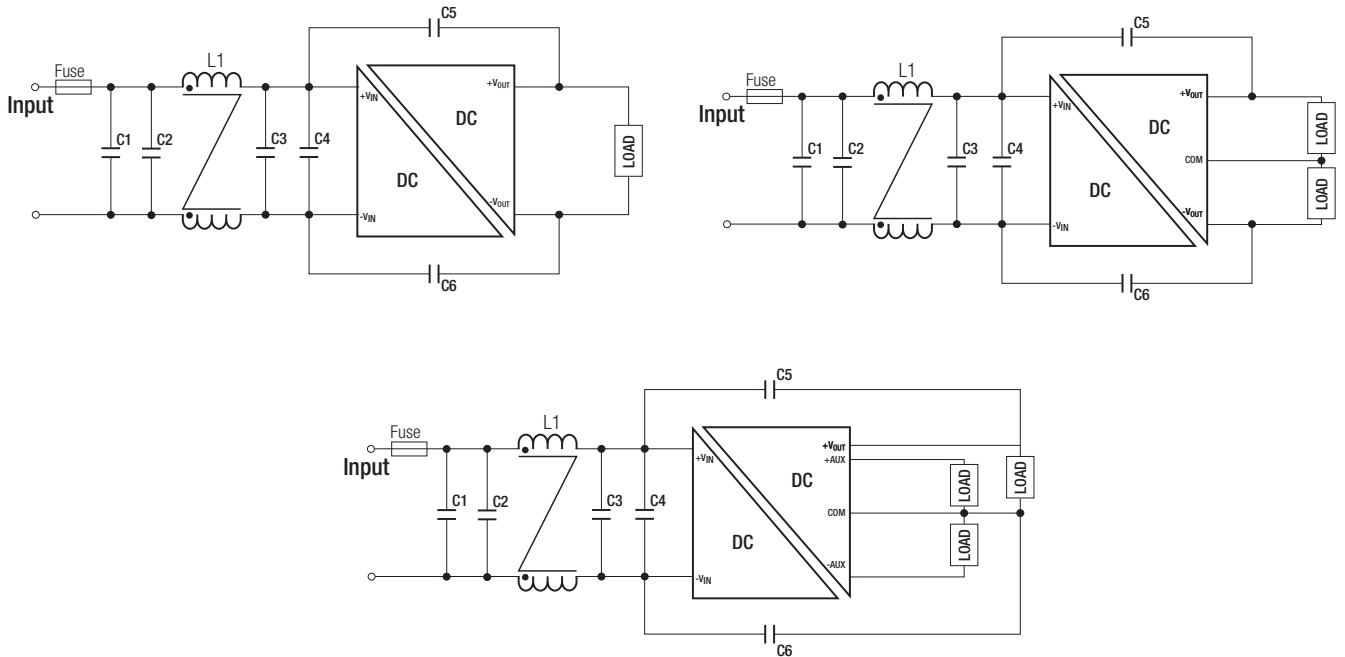 C5
Fuse
L1
Input
C1
C2
C3
C4
+VIN
+VOUT
DC
LOAD
DC
-VOUT
-VIN
C6
C5
Fuse
L1
Input
C1
C2
C3
C4
+VIN
+VOUT
DC
LOAD
COM
DC
LOAD
-VOUT
-VIN
C6
C5
Fuse
L1
Input
C1
C2
C3
C4
+VIN
+VOUT
+AUX
DC
LOAD
LOAD
COM
DC
LOAD
-AUX
-VIN
C6